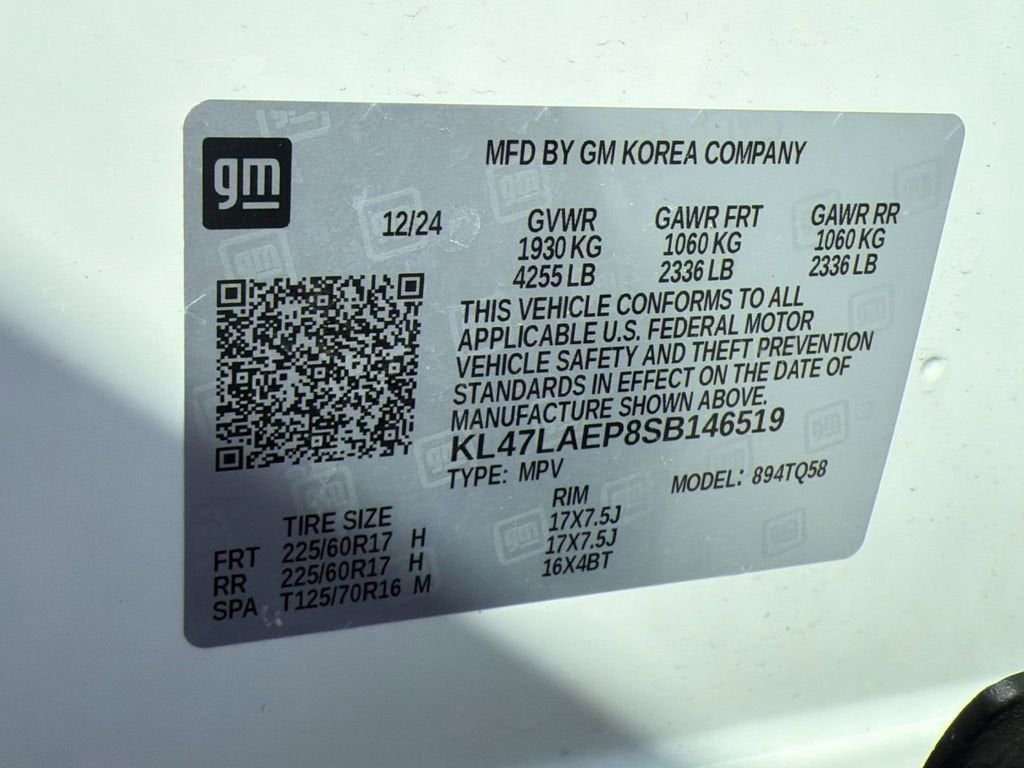 gm
MFD BY GM KOREA COMPANY
12/24 GVWR GAWR FRT GAWR RR
1930 KG 1060 KG 1060 KG
4255 LB 2336 LB 2336 LB
THIS VEHICLE CONFORMS TO ALL
APPLICABLE U.S. FEDERAL MOTOR
VEHICLE SAFETY AND THEFT PREVENTION
STANDARDS IN EFFECT ON THE DATE OF
MANUFACTURE SHOWN ABOVE.
KL47LAEP8SB146519
TYPE: MPV MODEL: 894TQ58
TIRE SIZE RIM
FRT 225/60R17 H 17X7.5J
RR 225/60R17 H 17X7.5J
SPA T125/70R16 M 16X4BT